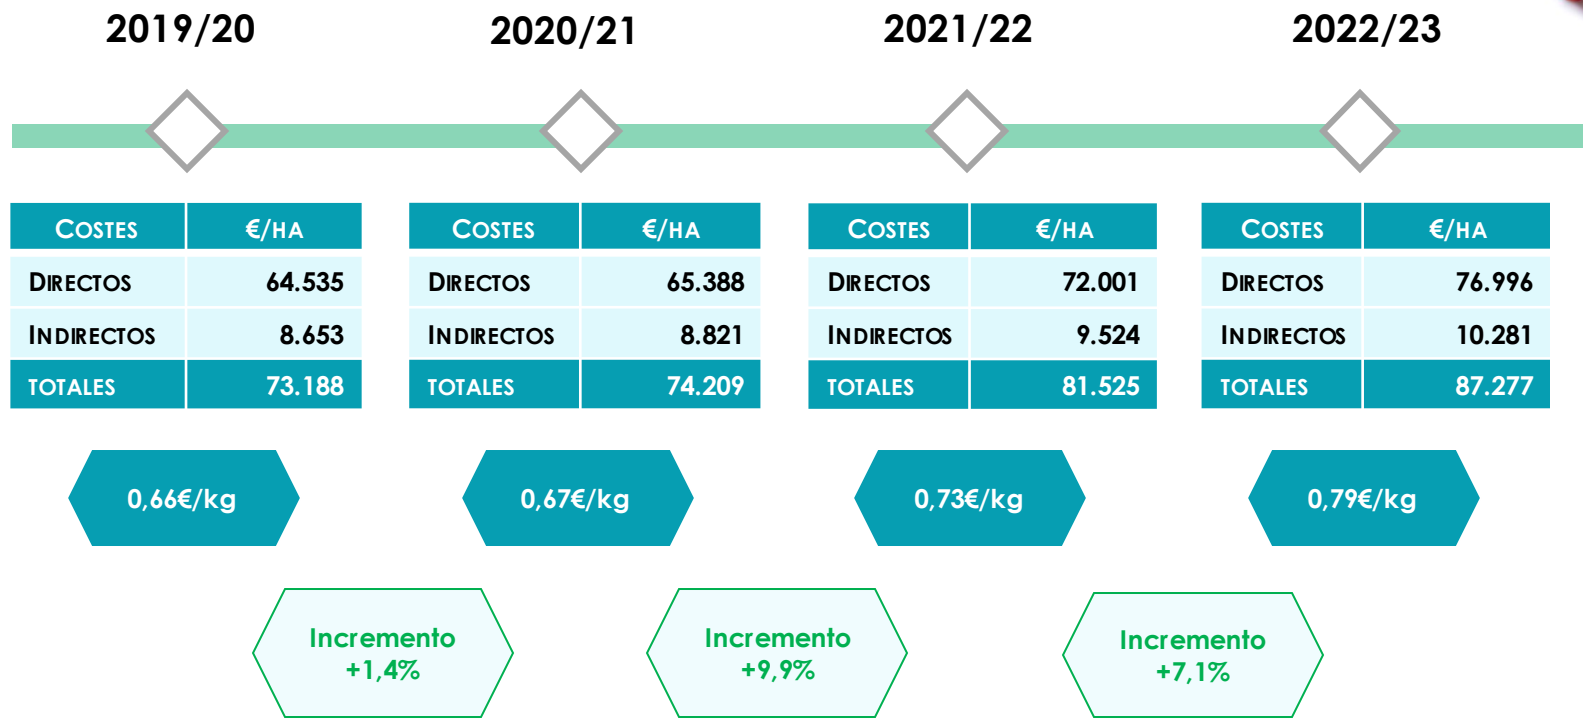 2019/20 2020/21 2021/22 2022/23
COSTES €/HA COSTES €/HA COSTES €/HA COSTES €/HA
DIRECTOS 64.535 DIRECTOS 65.388 DIRECTOS 72.001 DIRECTOS 76.996
INDIRECTOS 8.653 INDIRECTOS 8.821 INDIRECTOS 9.524 INDIRECTOS 10.281
TOTALES 73.188 TOTALES 74.209 TOTALES 81.525 TOTALES 87.277
0,66€/kg 0,67€/kg 0,73€/kg 0,79€/kg
Incremento
+1,4%
Incremento
+9,9%
Incremento
+7,1%